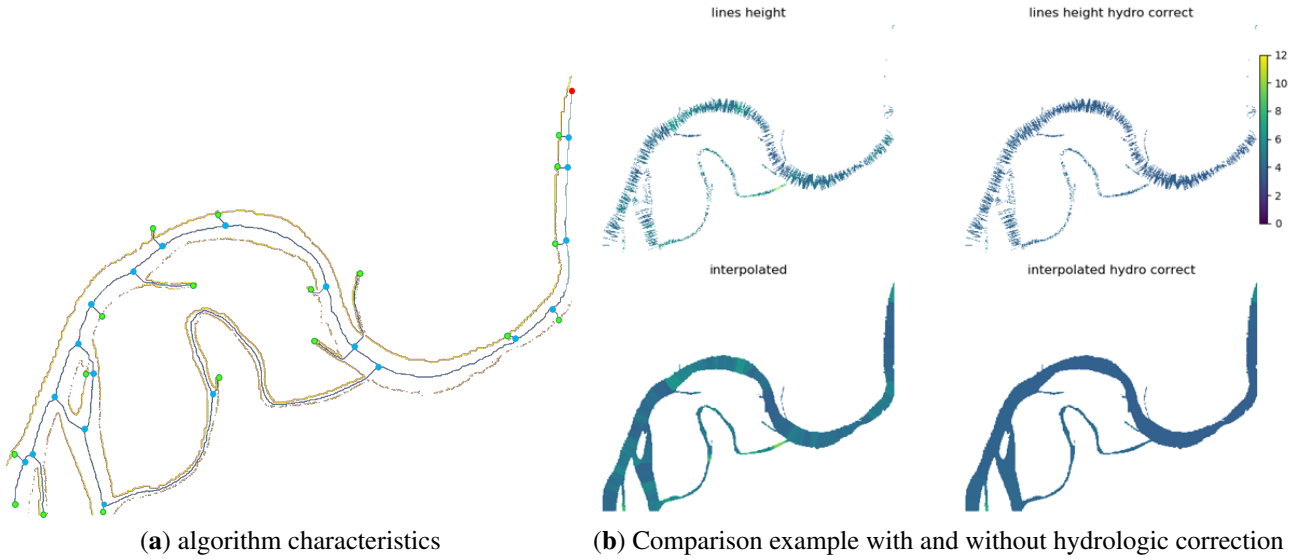 lines height
lines height hydro correct
12
10
8
6
4
2
0
interpolated
interpolated hydro correct
(a) algorithm characteristics
(b) Comparison example with and without hydrologic correction